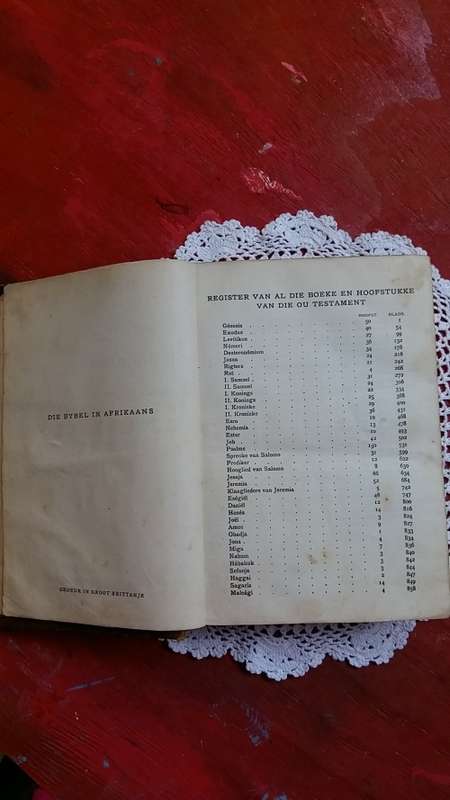 DIE BYBEL IN AFRIKAANS
GEDRUK IN GROOT BRITTANJE
REGISTER VAN AL DIE BOEKE EN HOOFSTUKKE
VAN DIE OU TESTAMENT
HOOFST. BLADS.
Génesis 50 1
Exodus 40 54
Levítikus 27 99
Númeri 36 132
Deuteronómium 34 178
Josua 24 218
Rigters 21 242
Rut 4 266
I. Samuel 31 272
II. Samuel 24 306
I. Konings 22 334
II. Konings 25 368
I. Kronieke 29 400
II. Kronieke 36 431
Esra 10 468
Nehemia 13 478
Ester 10 493
Job 42 502
Psalms 150 531
Spreuke van Salomo 31 599
Prediker 12 622
Hooglied van Salomo 8 630
Jesaja 66 634
Jeremia 52 684
Klaagliedere van Jeremia 5 742
Eségiël 48 747
Daniël 12 800
Hoséa 14 816
Joël 3 824
Amos 9 827
Obadja 1 833
Jona 4 834
Miga 7 836
Nahum 3 840
Hábakuk 3 842
Sefanja 3 844
Haggai 2 847
Sagaría 14 849
Maleági 4 858